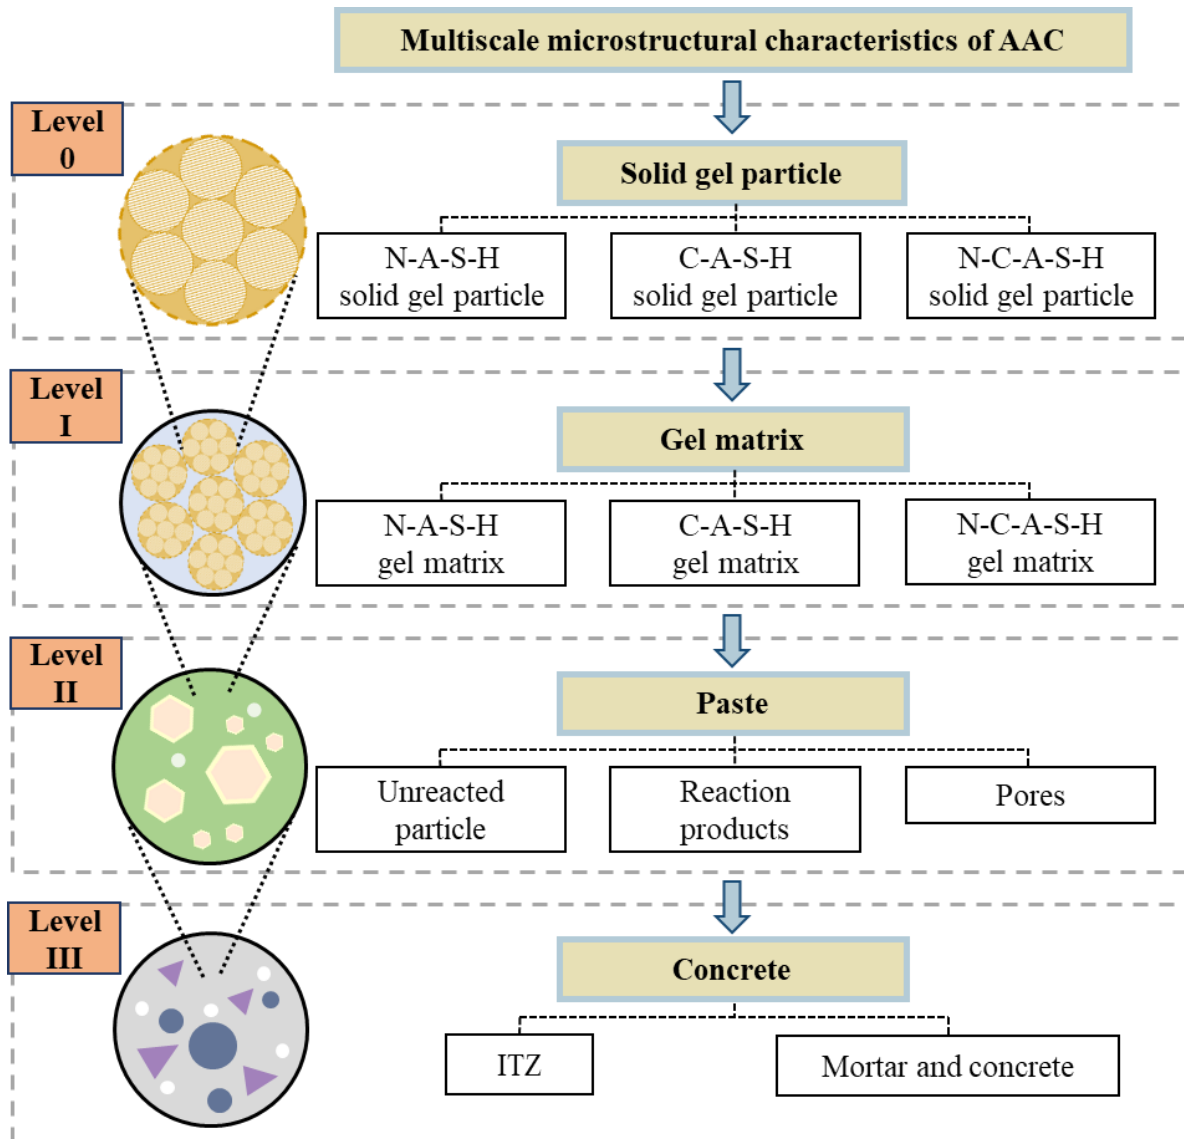 Multiscale microstructural characteristics of AAC
Level
0
Solid gel particle
N-A-S-H
solid gel particle
C-A-S-H
solid gel particle
N-C-A-S-H
solid gel particle
Level
I
Gel matrix
N-A-S-H
gel matrix
C-A-S-H
gel matrix
N-C-A-S-H
gel matrix
Level
II
Paste
Unreacted
particle
Reaction
products
Pores
Level
III
Concrete
ITZ
Mortar and concrete